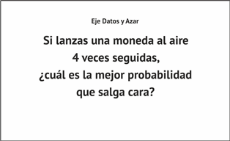 Eje Datos y Azar
Si lanzas una moneda al aire
4 veces seguidas,
¿cuál es la mejor probabilidad
que salga cara?